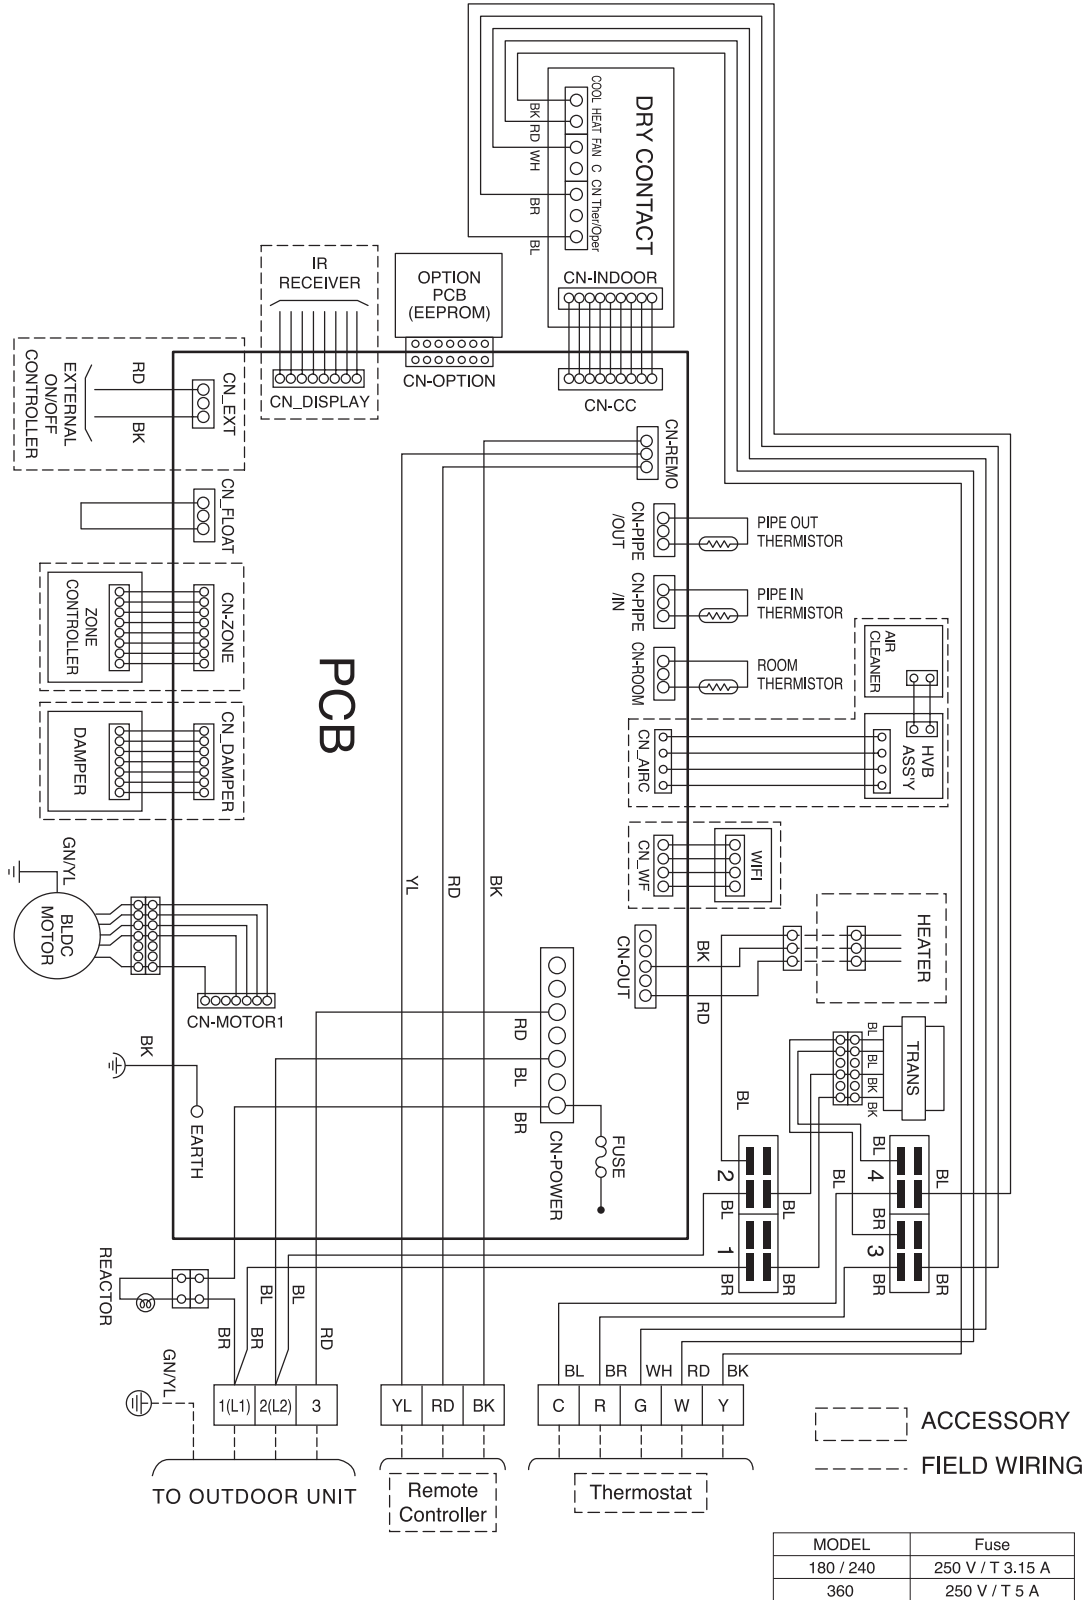 DRY CONTACT
COOL
HEAT
FAN
C
CN Ther/Oper
BK
RD
WH
BR
BL
CN-INDOOR
IR
RECEIVER
OPTION
PCB
(EEPROM)
CN_DISPLAY
CN-OPTION
CN-CC
EXTERNAL
ON/OFF
CONTROLLER
RD
BK
CN_EXT
CN-REMO
CN_FLOAT
CN-PIPE
/OUT
PIPE OUT
THERMISTOR
ZONE
CONTROLLER
CN-ZONE
CN-PIPE
/IN
PIPE IN
THERMISTOR
CN-ROOM
ROOM
THERMISTOR
AIR
CLEANER
PCB
DAMPER
CN_DAMPER
CN_AIRC
HVB
ASS'Y
GN/YL
BLDC
MOTOR
YL
RD
BK
CN_WF
WIFI
CN-OUT
BK
RD
HEATER
CN-MOTOR1
BK
EARTH
RD
BL
BR
CN-POWER
FUSE
TRANS
BL
BL
BK
BK
BL
2
BL
BL
1
BR
BR
BL
4
BL
BL
BR
3
BR
BR
REACTOR
BR
BR
BL
BL
RD
GN/YL
1(L1)
2(L2)
3
TO OUTDOOR UNIT
YL
RD
BK
Remote
Controller
BL
BR
WH
RD
BK
C
R
G
W
Y
Thermostat
ACCESSORY
FIELD WIRING
MODEL Fuse
180 / 240 250 V / T 3.15 A
360 250 V / T 5 A